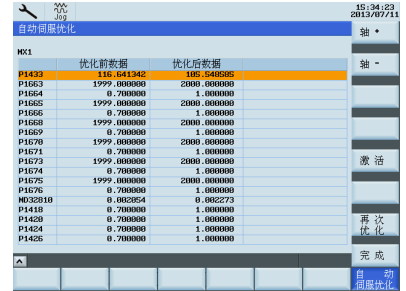 Jog
15:34:23
2013/07/11
自动伺服优化
轴 +
MX1
优化前数据 优化后数据
轴 -
P1433 116.641342 105.548585
P1663 1999.000000 2000.000000
P1664 0.700000 1.000000
P1665 1999.000000 2000.000000
P1666 0.700000 1.000000
P1668 1999.000000 2000.000000
P1669 0.700000 1.000000
P1670 1999.000000 2000.000000
P1671 0.700000 1.000000
P1673 1999.000000 2000.000000
激 活
P1674 0.700000 1.000000
P1675 1999.000000 2000.000000
P1676 0.700000 1.000000
MD32810 0.002054 0.002273
P1418 0.700000 1.000000
P1420 0.700000 1.000000
P1424 0.700000 1.000000
P1426 0.700000 1.000000
再 次
优 化
完 成
自 动
伺服优化